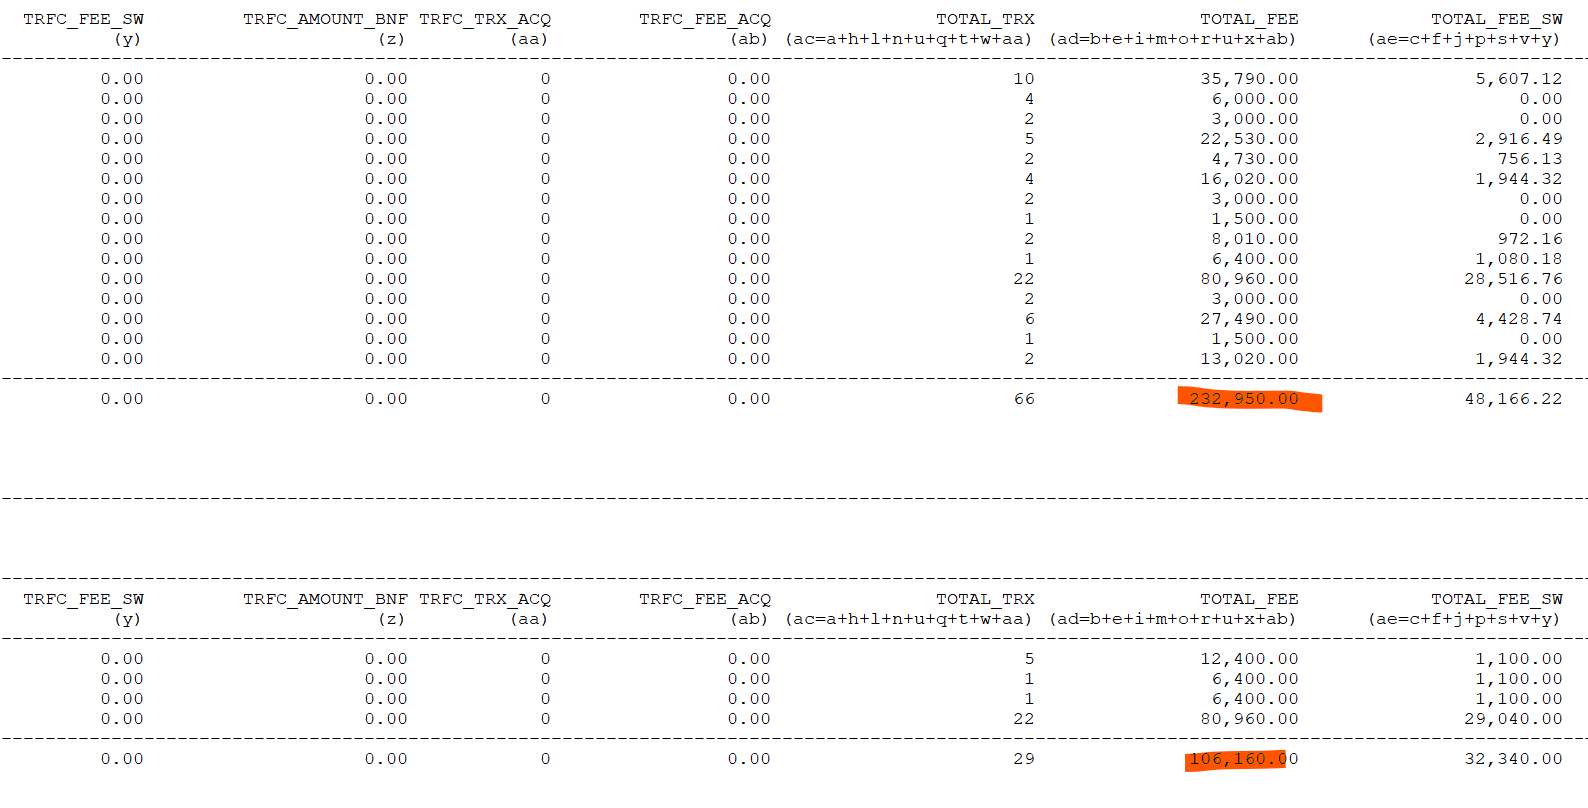 TRFC_FEE_SW TRFC_AMOUNT_BNF TRFC_TRX_ACQ TRFC_FEE_ACQ TOTAL_TRX TOTAL_FEE TOTAL_FEE_SW
(y) (z) (aa) (ab) (ac=a+h+l+n+u+q+t+w+aa) (ad=b+e+i+m+o+r+u+x+ab) (ae=c+f+j+p+s+v+y)
0.00 0.00 0 0.00 10 35,790.00 5,607.12
0.00 0.00 0 0.00 4 6,000.00 0.00
0.00 0.00 0 0.00 2 3,000.00 0.00
0.00 0.00 0 0.00 5 22,530.00 2,916.49
0.00 0.00 0 0.00 2 4,730.00 756.13
0.00 0.00 0 0.00 4 16,020.00 1,944.32
0.00 0.00 0 0.00 2 3,000.00 0.00
0.00 0.00 0 0.00 1 1,500.00 0.00
0.00 0.00 0 0.00 2 8,010.00 972.16
0.00 0.00 0 0.00 1 6,400.00 1,080.18
0.00 0.00 0 0.00 22 80,960.00 28,516.76
0.00 0.00 0 0.00 2 3,000.00 0.00
0.00 0.00 0 0.00 6 27,490.00 4,428.74
0.00 0.00 0 0.00 1 1,500.00 0.00
0.00 0.00 0 0.00 2 13,020.00 1,944.32
0.00 0.00 0 0.00 66 232,950.00 48,166.22
TRFC_FEE_SW TRFC_AMOUNT_BNF TRFC_TRX_ACQ TRFC_FEE_ACQ TOTAL_TRX TOTAL_FEE TOTAL_FEE_SW
(y) (z) (aa) (ab) (ac=a+h+l+n+u+q+t+w+aa) (ad=b+e+i+m+o+r+u+x+ab) (ae=c+f+j+p+s+v+y)
0.00 0.00 0 0.00 5 12,400.00 1,100.00
0.00 0.00 0 0.00 1 6,400.00 1,100.00
0.00 0.00 0 0.00 1 6,400.00 1,100.00
0.00 0.00 0 0.00 22 80,960.00 29,040.00
0.00 0.00 0 0.00 29 106,160.00 32,340.00